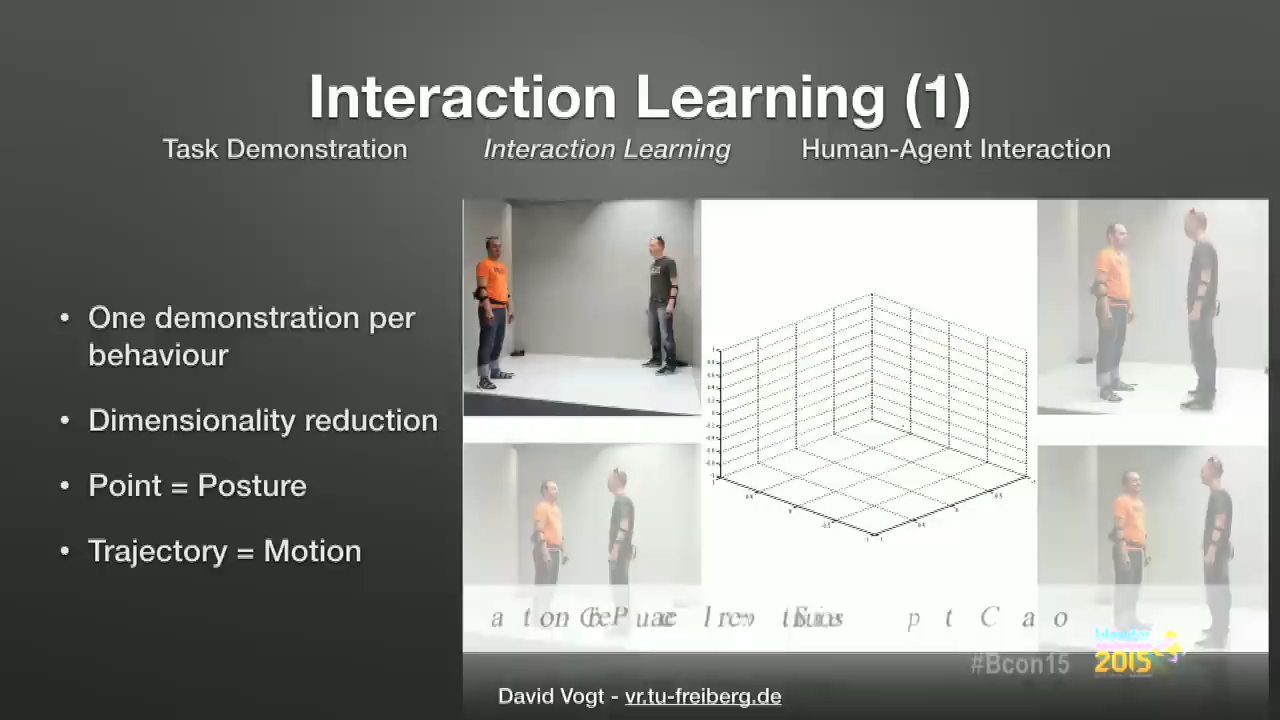 Interaction Learning (1)
Task Demonstration Interaction Learning Human-Agent Interaction
• One demonstration per
behaviour
• Dimensionality reduction
• Point = Posture
• Trajectory = Motion
#Bcon15
blender
2015
David Vogt - vr.tu-freiberg.de